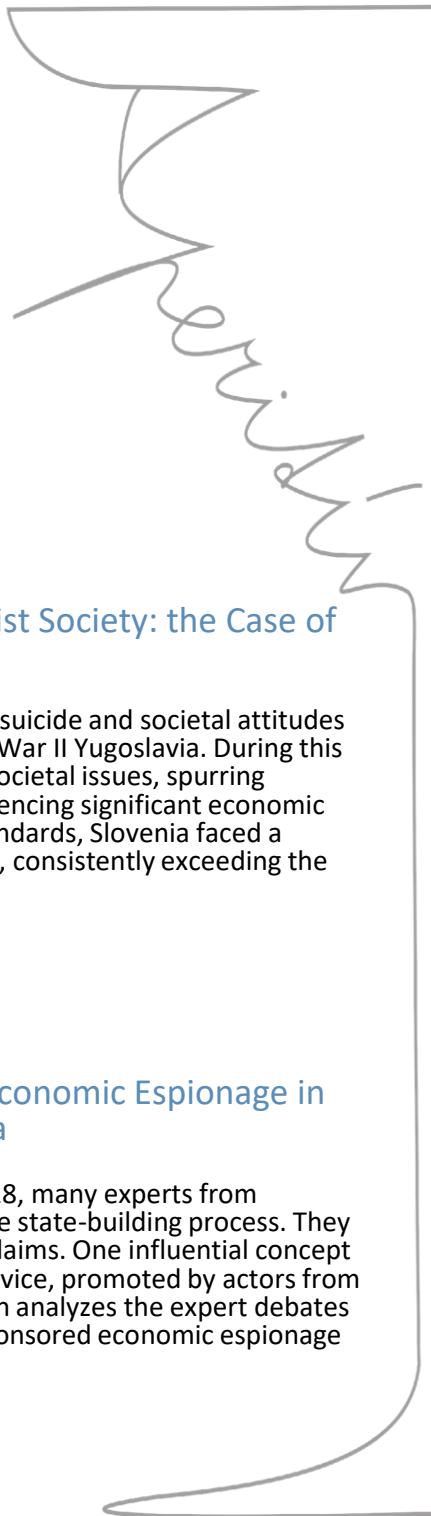 ist Society: the Case of
suicide and societal attitudes
War II Yugoslavia. During this
ocietal issues, spurring
encing significant economic
ndards, Slovenia faced a
, consistently exceeding the
conomic Espionage in
a
18, many experts from
e state-building process. They
laims. One influential concept
vice, promoted by actors from
n analyzes the expert debates
onsored economic espionage